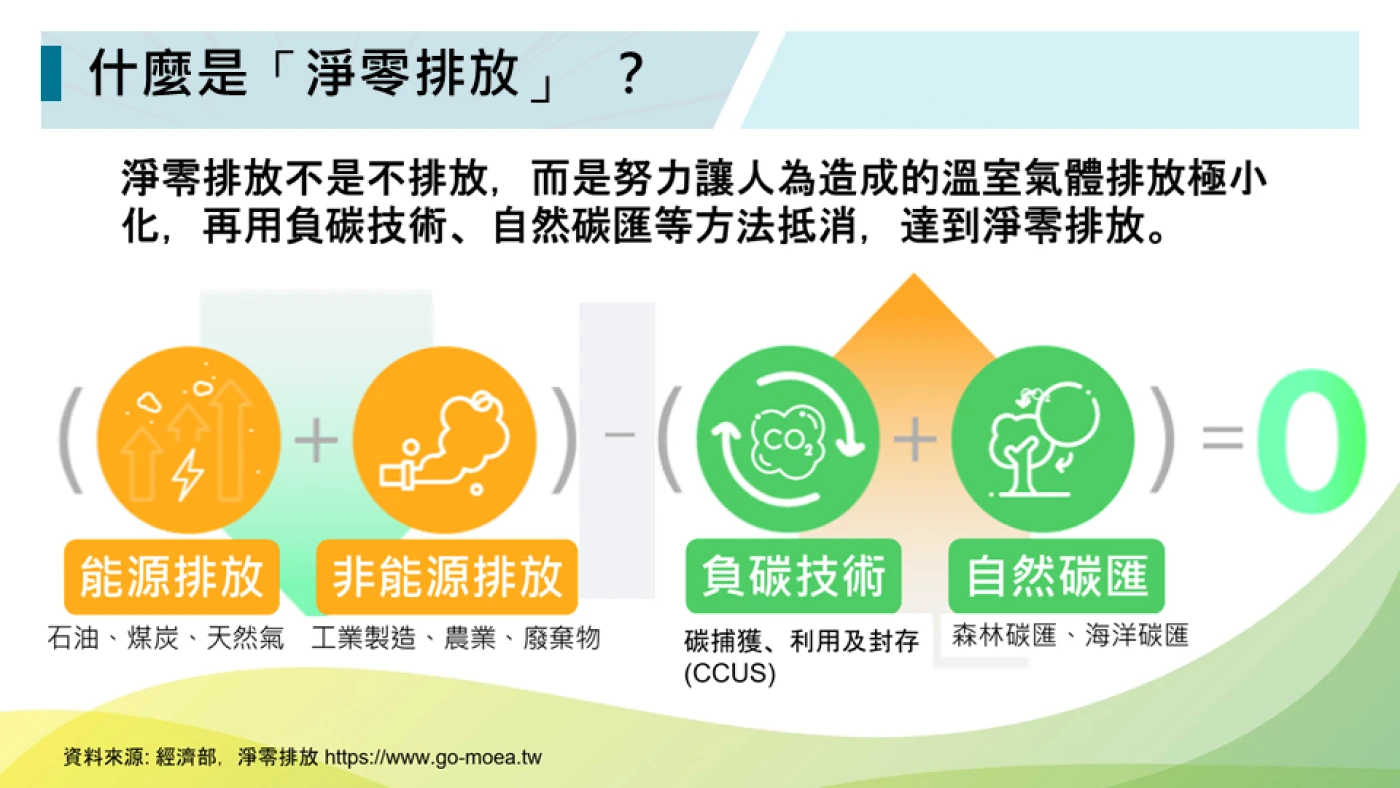 什麼是「淨零排放」 ?
淨零排放不是不排放,而是努力讓人為造成的溫室氣體排放極小
化,再用負碳技術、自然碳匯等方法抵消,達到淨零排放。
( + ) − ( CO2 + ) = 0
能源排放 非能源排放 負碳技術 自然碳匯
石油、煤炭、天然氣 工業製造、農業、廢棄物 碳捕獲、利用及封存 森林碳匯、海洋碳匯
(CCUS)
資料來源: 經濟部, 淨零排放 https://www.go-moea.tw